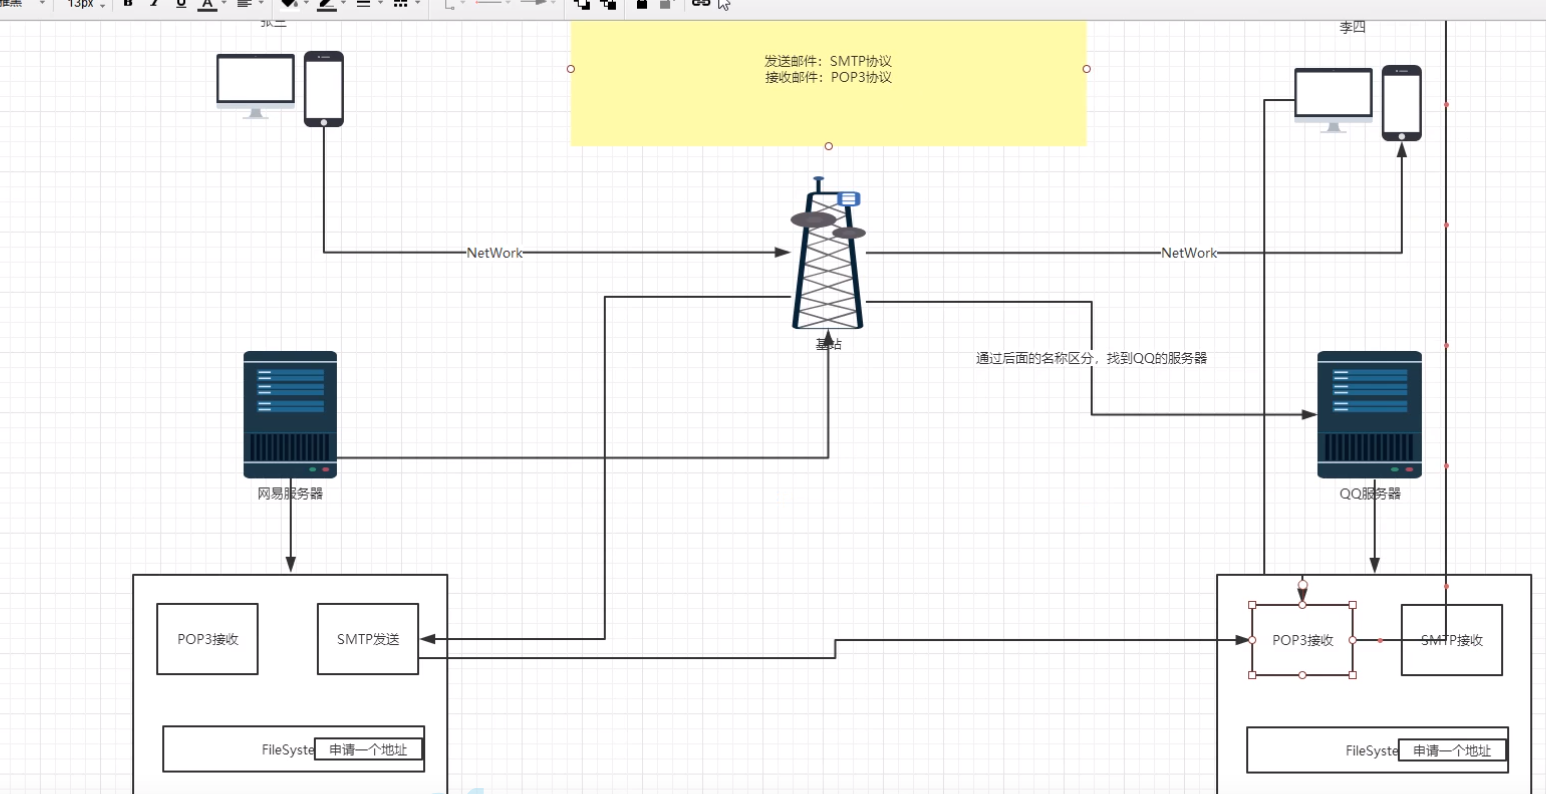 13px
B I U A
张三
李四
发送邮件：SMTP协议
接收邮件：POP3协议
NetWork
NetWork
基站
通过后面的名称区分，找到QQ的服务器
网易服务器
QQ服务器
POP3接收
SMTP发送
POP3接收
SMTP接收
FileSyste
申请一个地址
FileSyste
申请一个地址